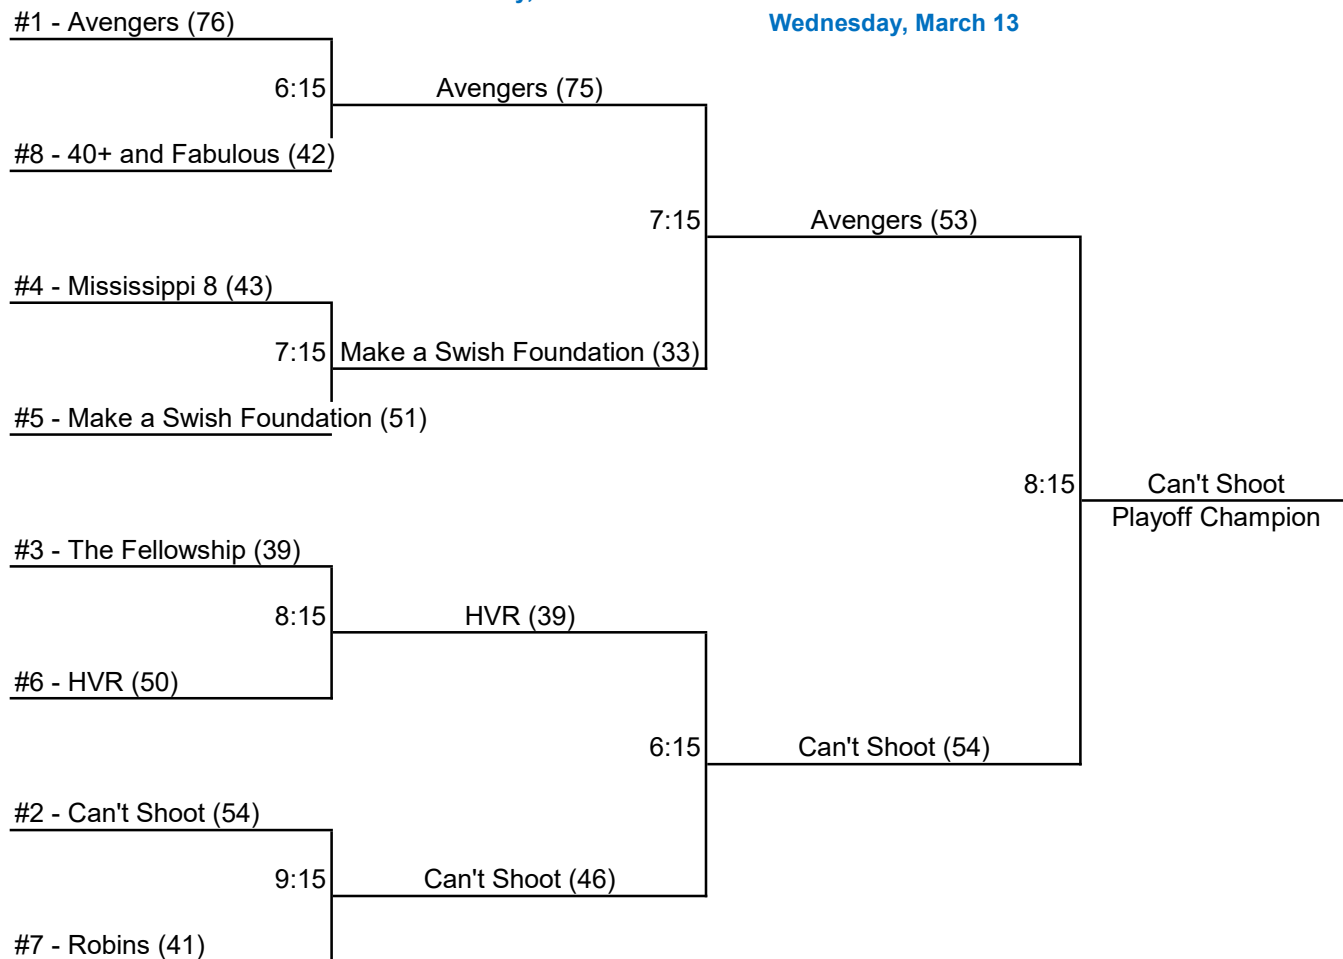 Wednesday, March 13
#1 - Avengers (76)
6:15
Avengers (75)
#8 - 40+ and Fabulous (42)
7:15
Avengers (53)
#4 - Mississippi 8 (43)
7:15
Make a Swish Foundation (33)
#5 - Make a Swish Foundation (51)
8:15
Can't Shoot
Playoff Champion
#3 - The Fellowship (39)
8:15
HVR (39)
#6 - HVR (50)
6:15
Can't Shoot (54)
#2 - Can't Shoot (54)
9:15
Can't Shoot (46)
#7 - Robins (41)